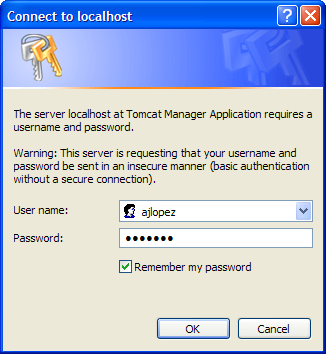 Connect to localhost
The server localhost at Tomcat Manager Application requires a
username and password.
Warning: This server is requesting that your username and
password be sent in an insecure manner (basic authentication
without a secure connection).
User name:
ajlopez
Password:
•••••••
Remember my password
OK
Cancel